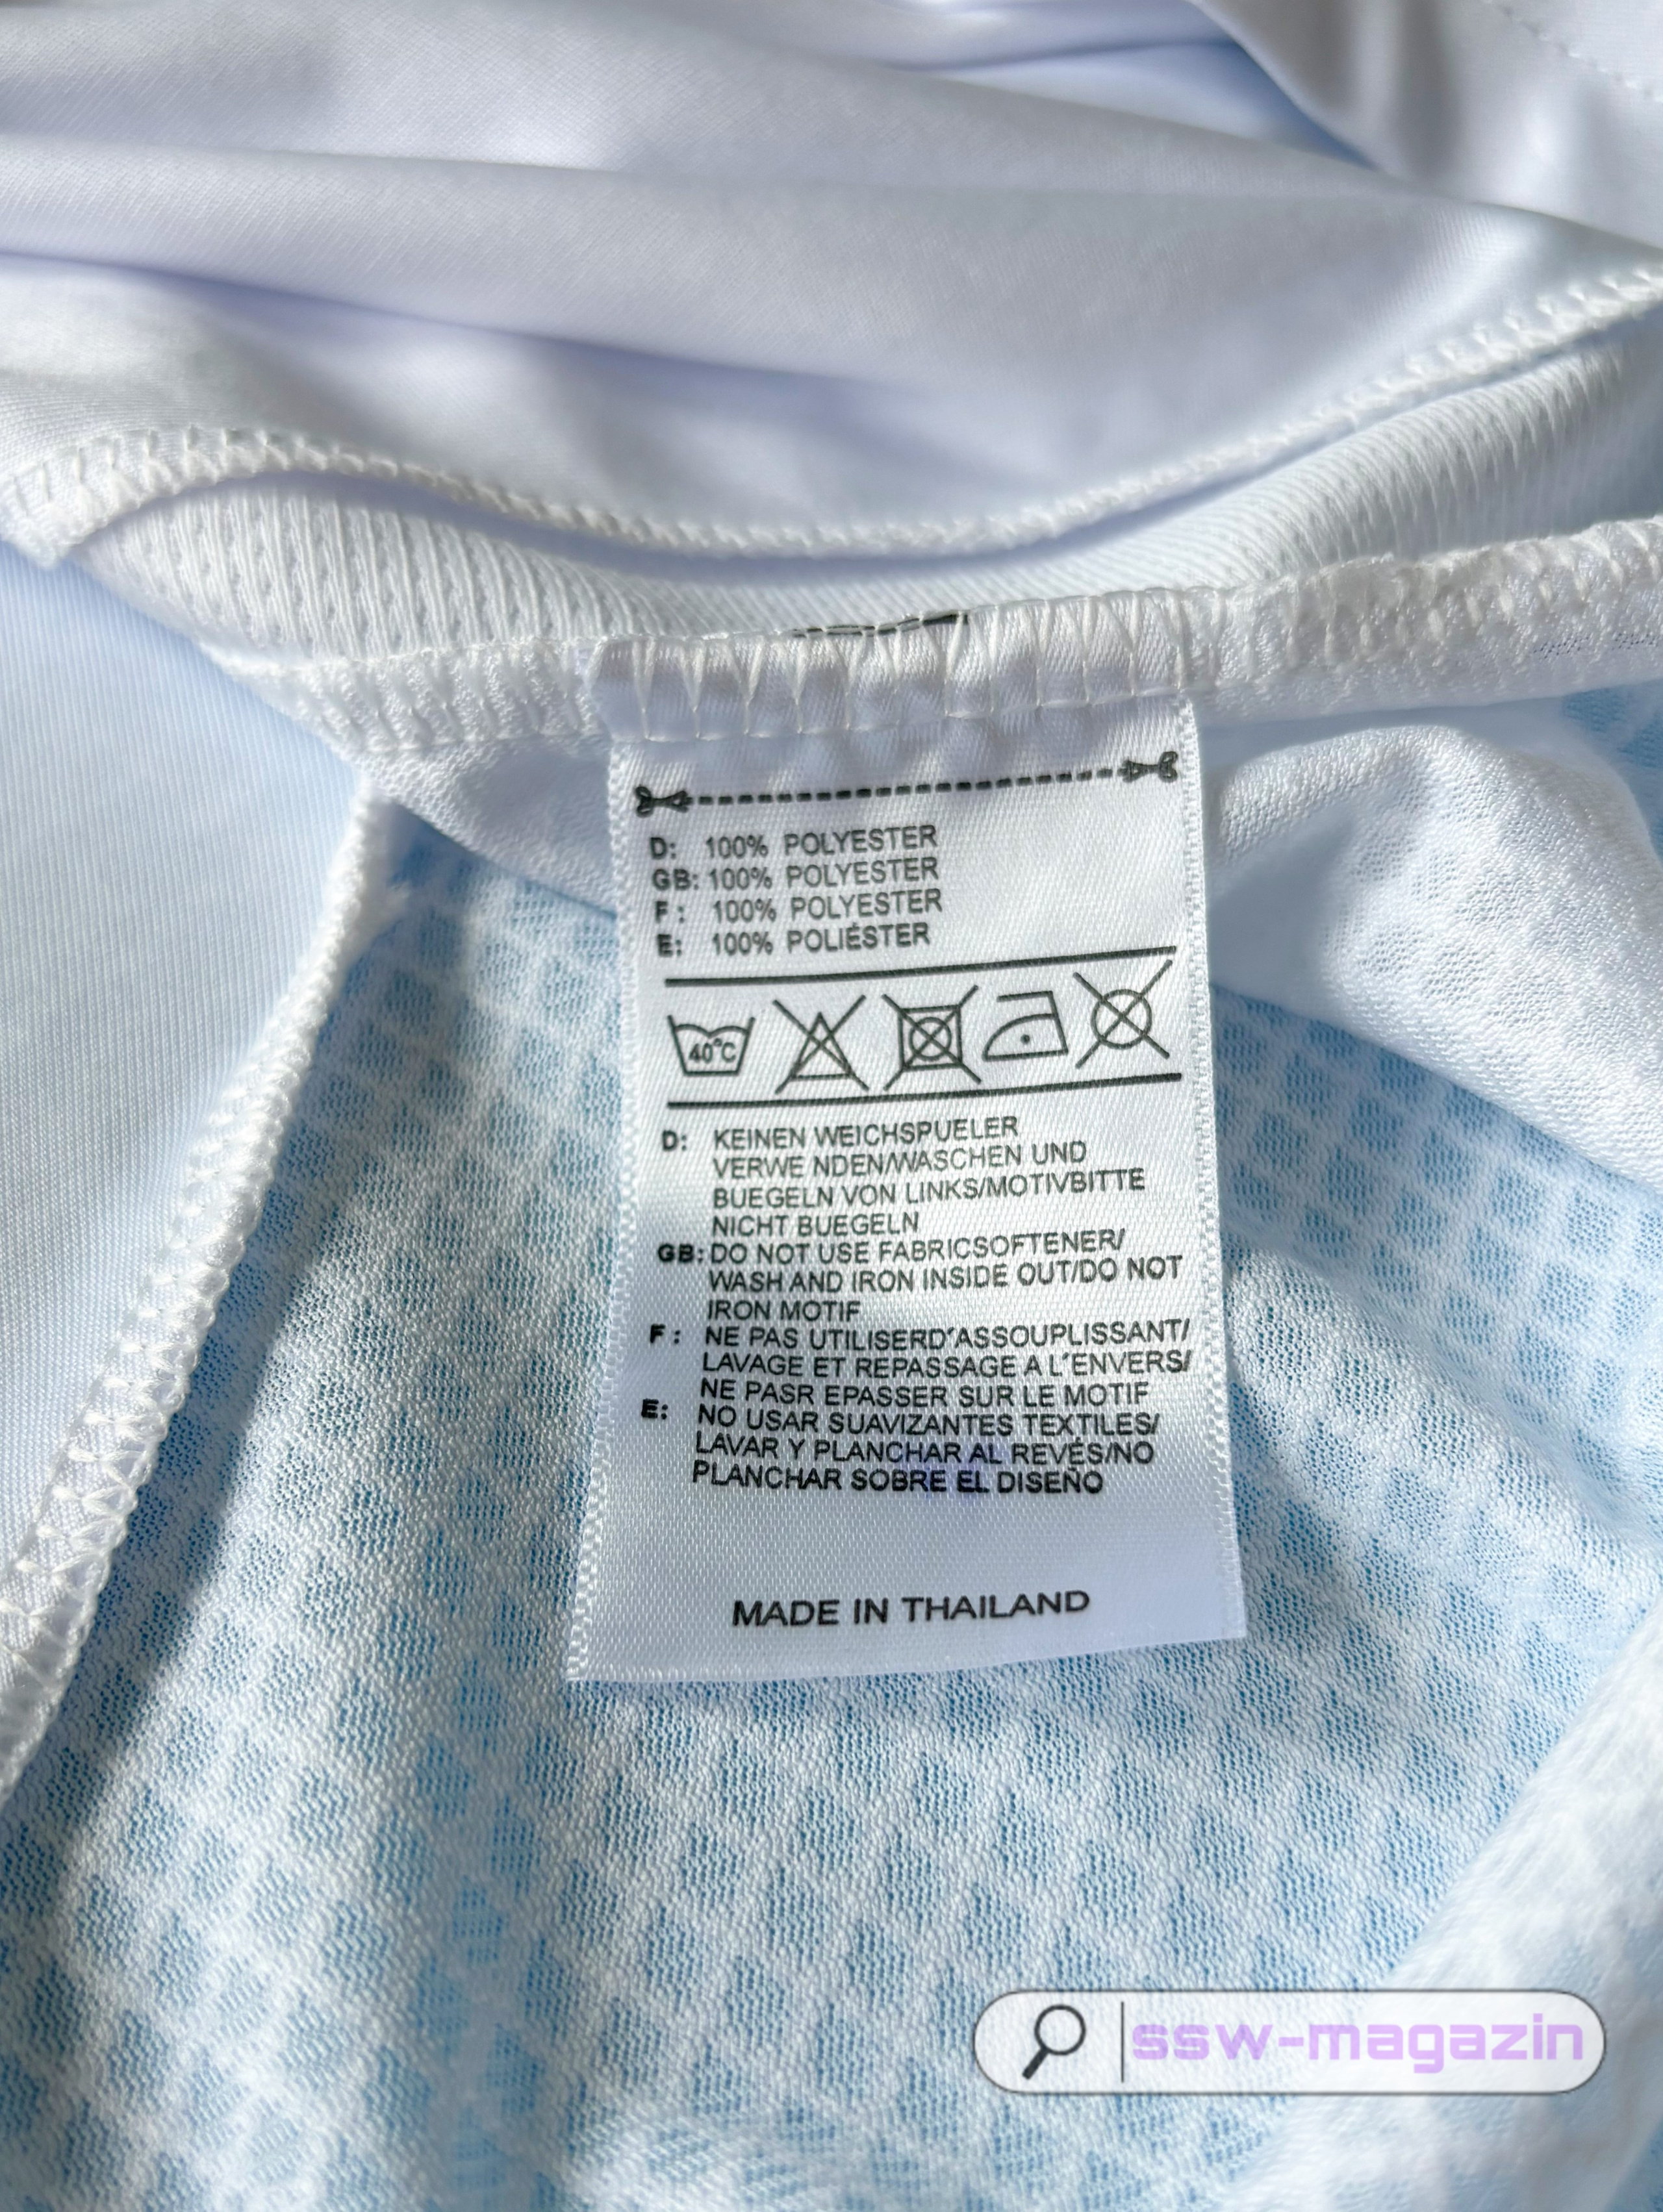 D: 100% POLYESTER
GB: 100% POLYESTER
F: 100% POLYESTER
E: 100% POLIÉSTER
40°C
D: KEINEN WEICHSPUELER
VERWE NDEN/WASCHEN UND
BUEGELN VON LINKS/MOTIVBITTE
NICHT BUEGELN
GB: DO NOT USE FABRICSOFTENER/
WASH AND IRON INSIDE OUT/DO NOT
IRON MOTIF
F: NE PAS UTILISERD'ASSOUPLISSANT/
LAVAGE ET REPASSAGE A L'ENVERS/
NE PASR EPASSER SUR LE MOTIF
E: NO USAR SUAVIZANTES TEXTILES/
LAVAR Y PLANCHAR AL REVÉS/NO
PLANCHAR SOBRE EL DISEÑO
MADE IN THAILAND
ssw-magazin